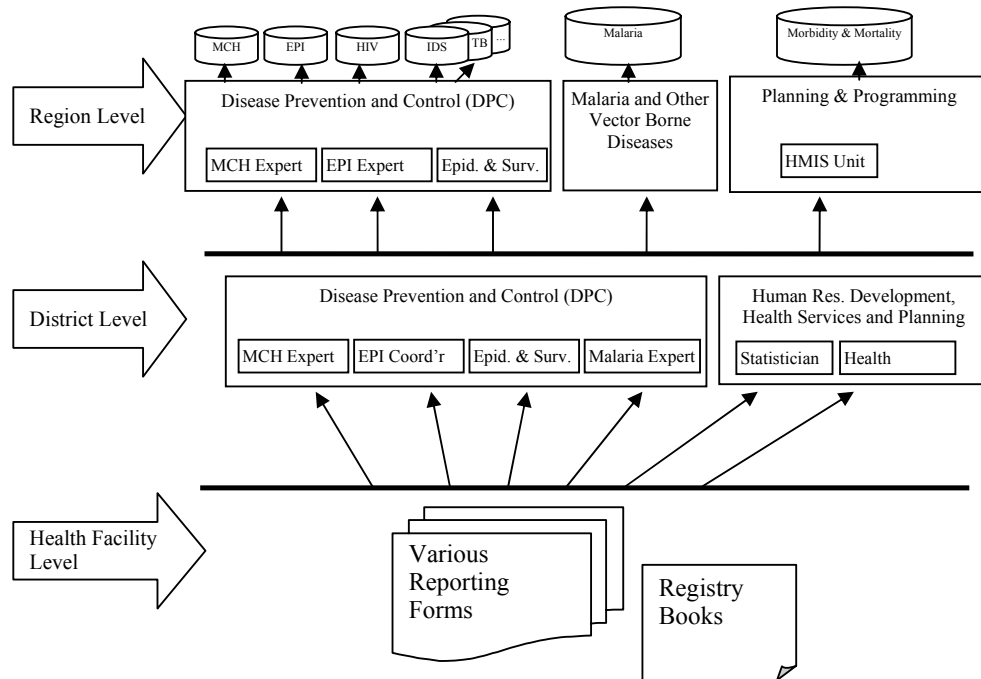 MCH
EPI
HIV
IDS
TB
...
Malaria
Morbidity & Mortality
Region Level
Disease Prevention and Control (DPC)
MCH Expert
EPI Expert
Epid. & Surv.
Malaria and Other
Vector Borne
Diseases
Planning & Programming
HMIS Unit
District Level
Disease Prevention and Control (DPC)
MCH Expert
EPI Coord’r
Epid. & Surv.
Malaria Expert
Human Res. Development,
Health Services and Planning
Statistician
Health
Health Facility
Level
Various
Reporting
Forms
Registry
Books